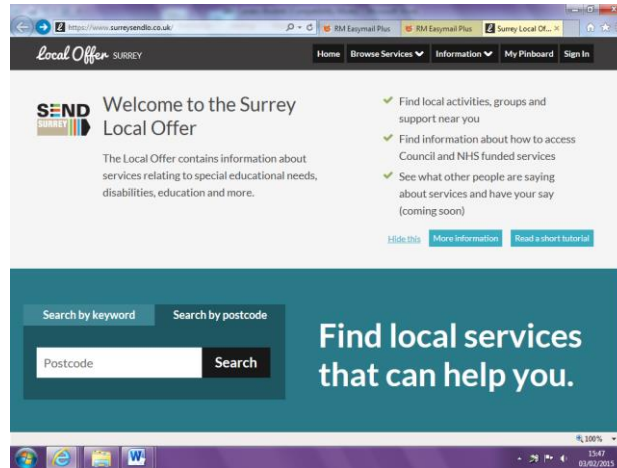 https://www.surreysendlo.co.uk/
RM Easymail Plus
RM Easymail Plus
Surrey Local Of...
Local Offer SURREY
Home Browse Services Information My Pinboard Sign In
SEND
SURREY
Welcome to the Surrey
Local Offer
The Local Offer contains information about
services relating to special educational needs,
disabilities, education and more.
Find local activities, groups and
support near you
Find information about how to access
Council and NHS funded services
See what other people are saying
about services and have your say
(coming soon)
Hide this More information Read a short tutorial
Search by keyword Search by postcode
Postcode Search
Find local services
that can help you.
100%
15:47
03/02/2015